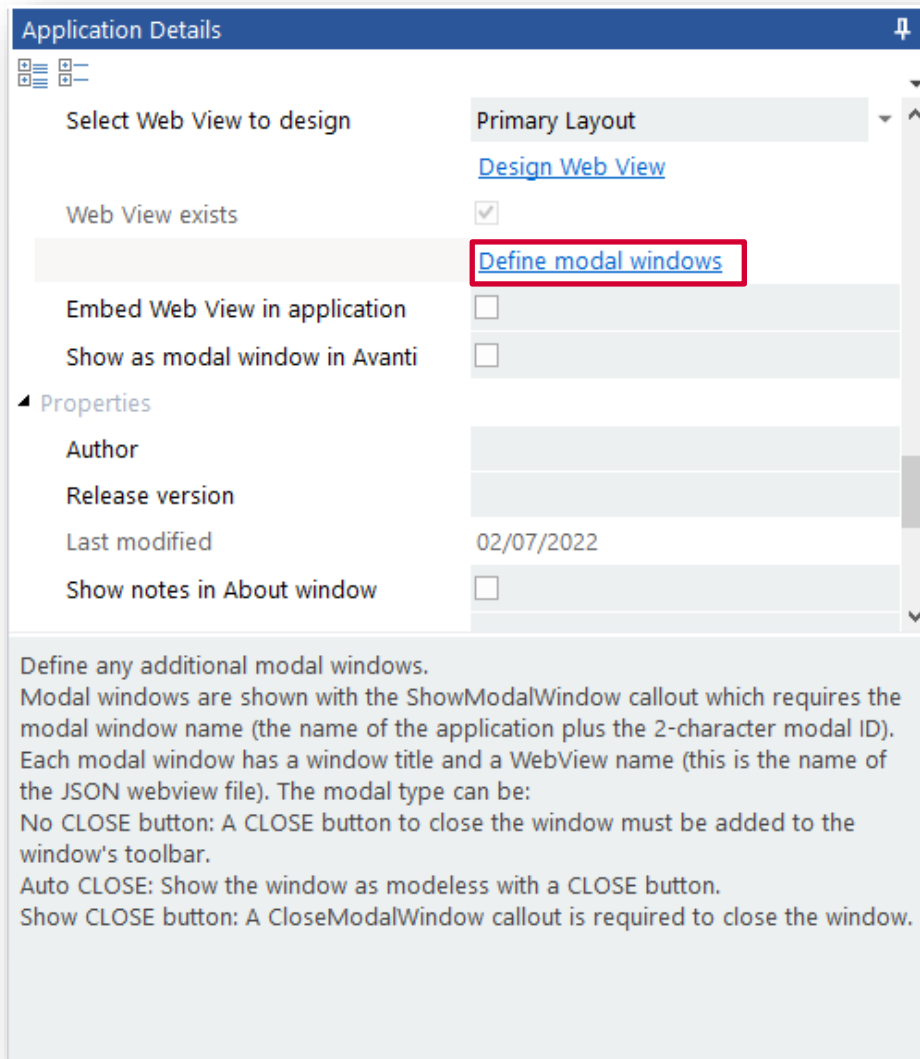 Application Details
Select Web View to design Primary Layout
Design Web View
Web View exists
Define modal windows
Embed Web View in application
Show as modal window in Avanti
Properties
Author
Release version
Last modified 02/07/2022
Show notes in About window
Define any additional modal windows.
Modal windows are shown with the ShowModalWindow callout which requires the
modal window name (the name of the application plus the 2-character modal ID).
Each modal window has a window title and a WebView name (this is the name of
the JSON webview file). The modal type can be:
No CLOSE button: A CLOSE button to close the window must be added to the
window's toolbar.
Auto CLOSE: Show the window as modeless with a CLOSE button.
Show CLOSE button: A CloseModalWindow callout is required to close the window.